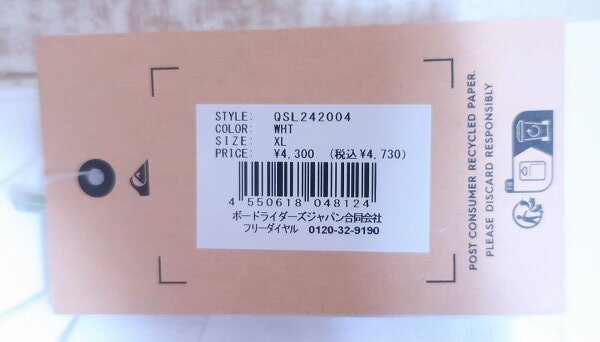 STYLE: QSL242004
COLOR: WHT
SIZE: XL
PRICE: ¥4,300 (税込¥4,730)
4 550618 048124
ボードライダーズジャパン合同会社
フリーダイヤル 0120-32-9190
POST CONSUMER RECYCLED PAPER.
PLEASE DISCARD RESPONSIBLY
FR